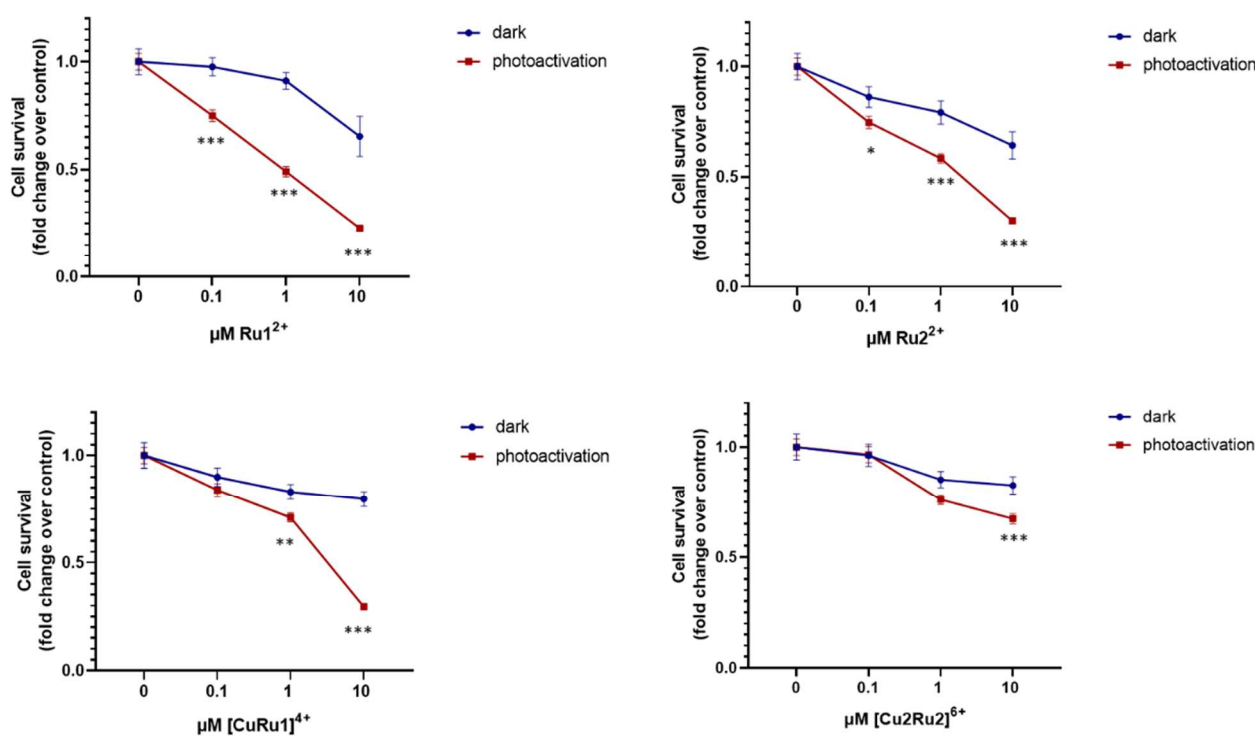 dark
photoactivation
Cell survival
(fold change over control)
1.0
0.5
0.0
***
***
***
0 0.1 1 10
µM Ru1²⁺
dark
photoactivation
Cell survival
(fold change over control)
1.0
0.5
0.0
*
***
***
0 0.1 1 10
µM Ru2²⁺
dark
photoactivation
Cell survival
(fold change over control)
1.0
0.5
0.0
**
***
0 0.1 1 10
µM [CuRu1]⁴⁺
dark
photoactivation
Cell survival
(fold change over control)
1.0
0.5
0.0
***
0 0.1 1 10
µM [Cu2Ru2]⁶⁺